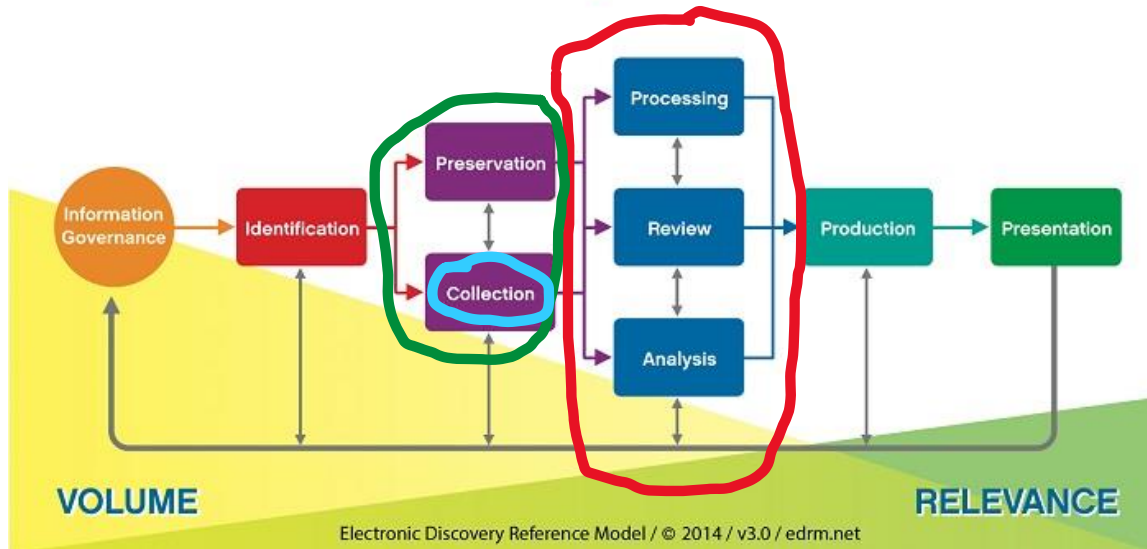 Processing
Preservation
Information
Governance
Identification
Review
Production
Presentation
Collection
Analysis
VOLUME
RELEVANCE
Electronic Discovery Reference Model / © 2014 / v3.0 / edrm.net